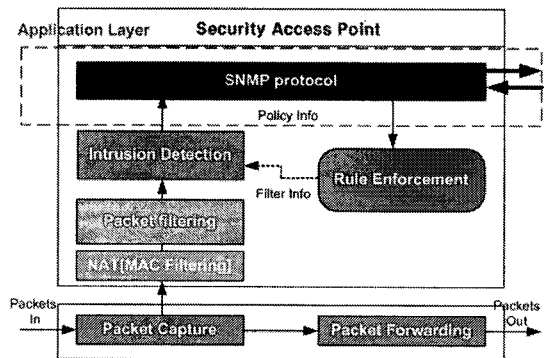 Application Layer
Security Access Point
SNMP protocol
Policy Info
Intrusion Detection
Rule Enforcement
Filter Info
Packet filtering
NAT[MAC Filtering]
Packets
In
Packet Capture
Packet Forwarding
Packets
Out